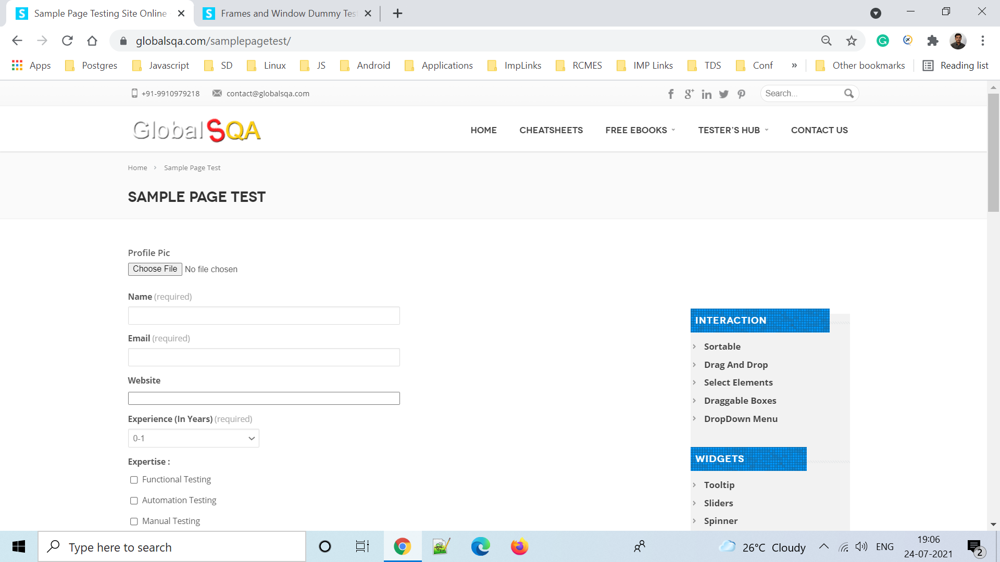 Sample Page Testing Site Online
Frames and Window Dummy Tes
globalsqa.com/samplepagetest/
Apps Postgres Javascript SD Linux JS Android Applications ImpLinks RCMES IMP Links TDS Conf » Other bookmarks Reading list
+91-9910979218 contact@globalsqa.com Search...
GlobalSQA
HOME CHEATSHEETS FREE EBOOKS TESTER'S HUB CONTACT US
Home > Sample Page Test
SAMPLE PAGE TEST
Profile Pic
Choose File No file chosen
Name (required)
Email (required)
Website
Experience (In Years) (required)
0-1
Expertise :
Functional Testing
Automation Testing
Manual Testing
INTERACTION
Sortable
Drag And Drop
Select Elements
Draggable Boxes
DropDown Menu
WIDGETS
Tooltip
Sliders
Spinner
Type here to search
26°C Cloudy
ENG
19:06
24-07-2021
2